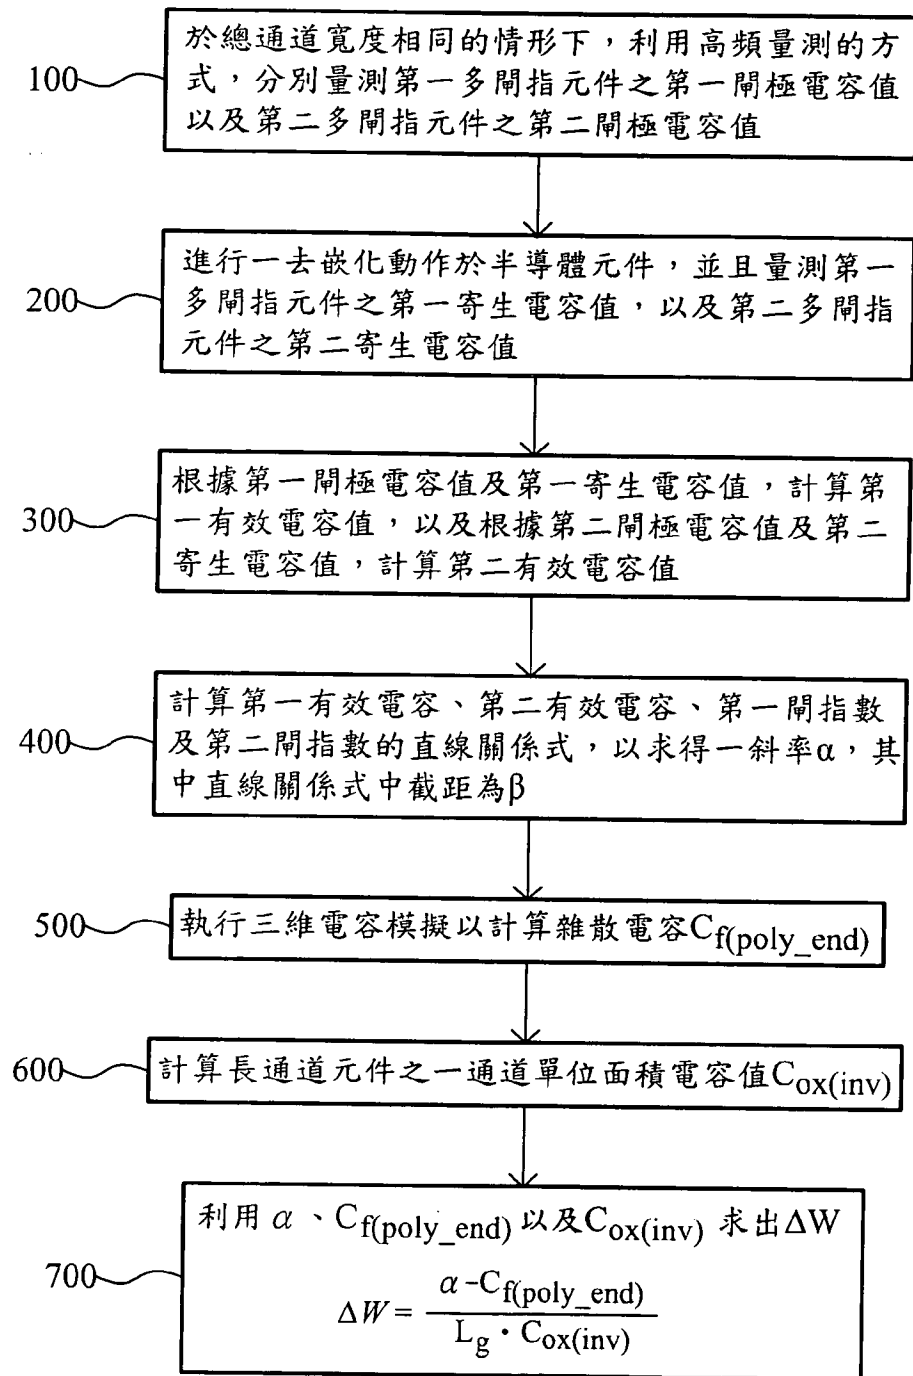 100
於總通道寬度相同的情形下，利用高頻量測的方
式，分別量測第一多閘指元件之第一閘極電容值
以及第二多閘指元件之第二閘極電容值
200
進行一去嵌化動作於半導體元件，並且量測第一
多閘指元件之第一寄生電容值，以及第二多閘指
元件之第二寄生電容值
300
根據第一閘極電容值及第一寄生電容值，計算第
一有效電容值，以及根據第二閘極電容值及第二
寄生電容值，計算第二有效電容值
400
計算第一有效電容、第二有效電容、第一閘指數
及第二閘指數的直線關係式，以求得一斜率α，其
中直線關係式中截距為β
500
執行三維電容模擬以計算雜散電容Cf(poly_end)
600
計算長通道元件之一通道單位面積電容值Cox(inv)
700
利用α、Cf(poly_end)以及Cox(inv) 求出ΔW
ΔW = α-Cf(poly_end) / Lg·Cox(inv)